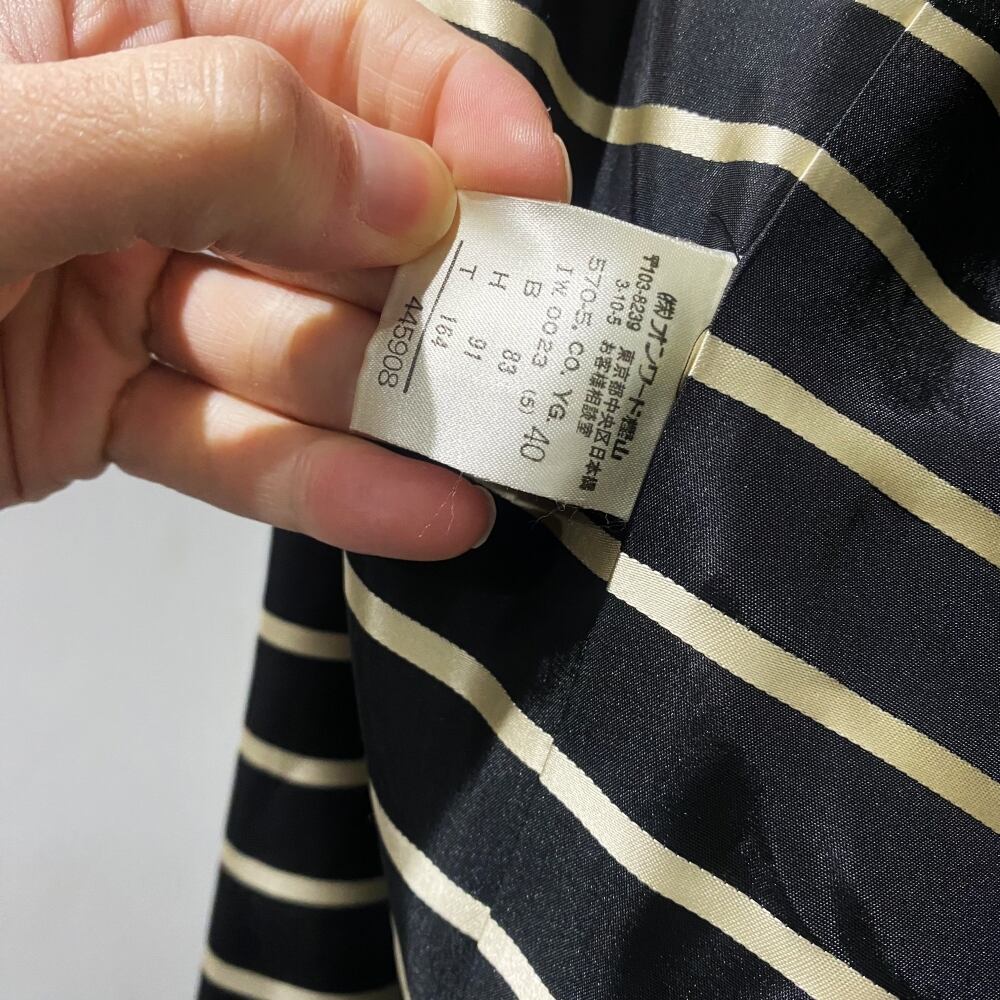 ㈱オンワード樫山
〒103-8239 東京都中央区日本橋
3-10-5 お客様相談室
570-5. CO. YG. 40
IW 0023 (5)
B 83
H 91
T 164
445908